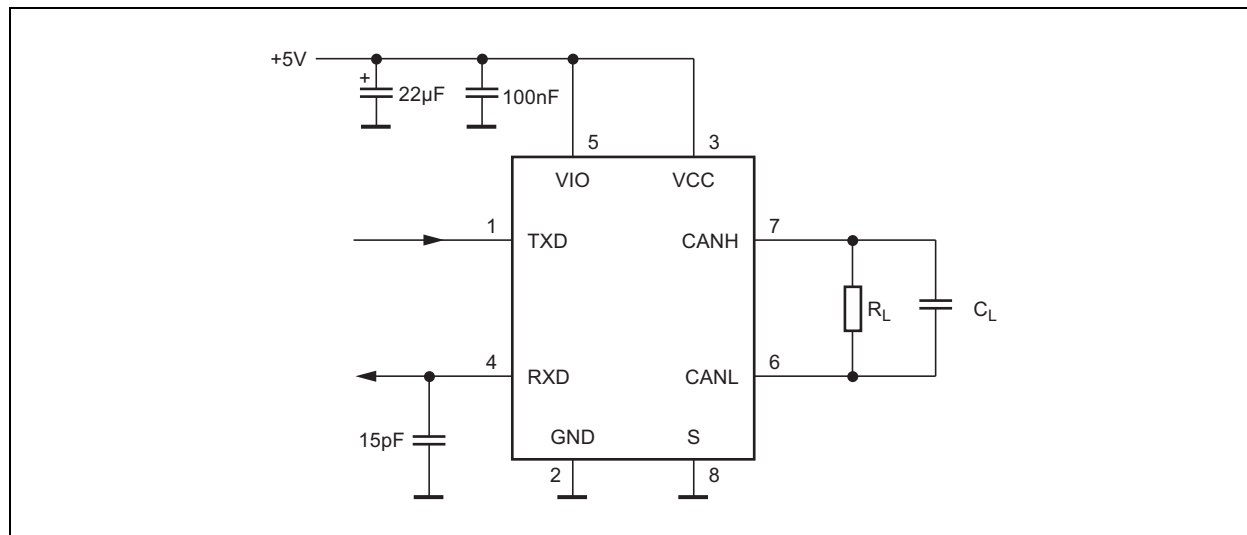 +5V
+
22µF
100nF
5
3
VIO
VCC
1
TXD
CANH
7
RL
CL
4
RXD
CANL
6
15pF
GND
S
2
8